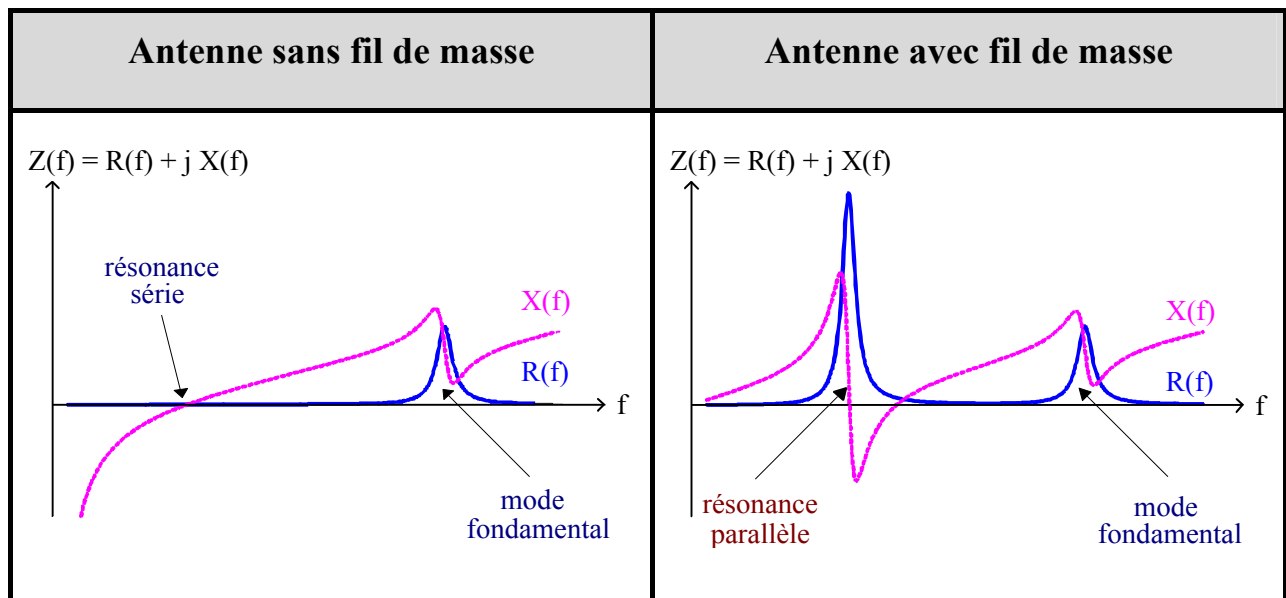 Antenne sans fil de masse
Antenne avec fil de masse
Z(f) = R(f) + j X(f)
résonance
série
X(f)
R(f)
f
mode
fondamental
Z(f) = R(f) + j X(f)
X(f)
R(f)
f
résonance
parallèle
mode
fondamental